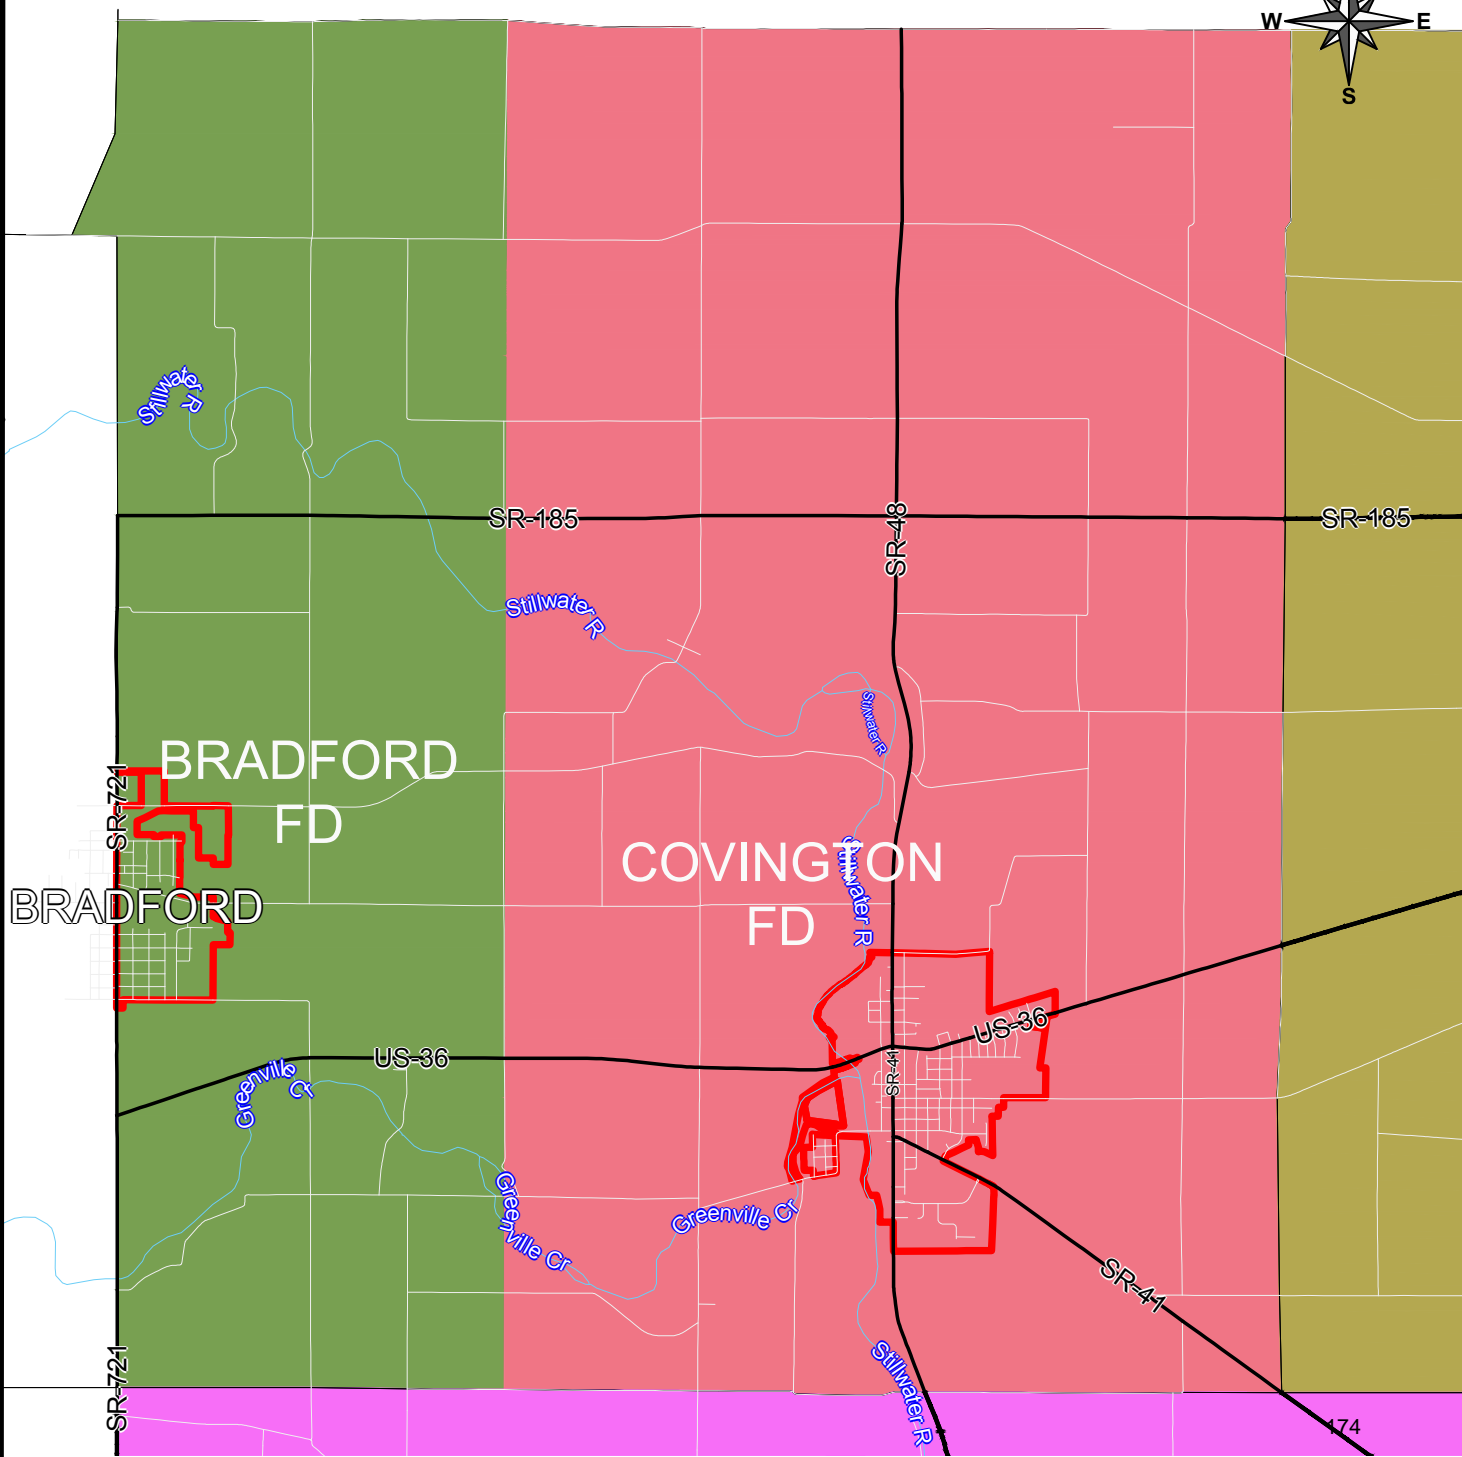 W
E
S
Stillwater R
SR-185
SR-185
SR-48
Stillwater R
Stillwater R
BRADFORD
FD
SR-721
COVINGTON
FD
Stillwater R
BRADFORD
US-36
US-36
SR-41
Greenville Cr
Greenville Cr
Greenville Cr
SR-41
Stillwater R
SR-721
174